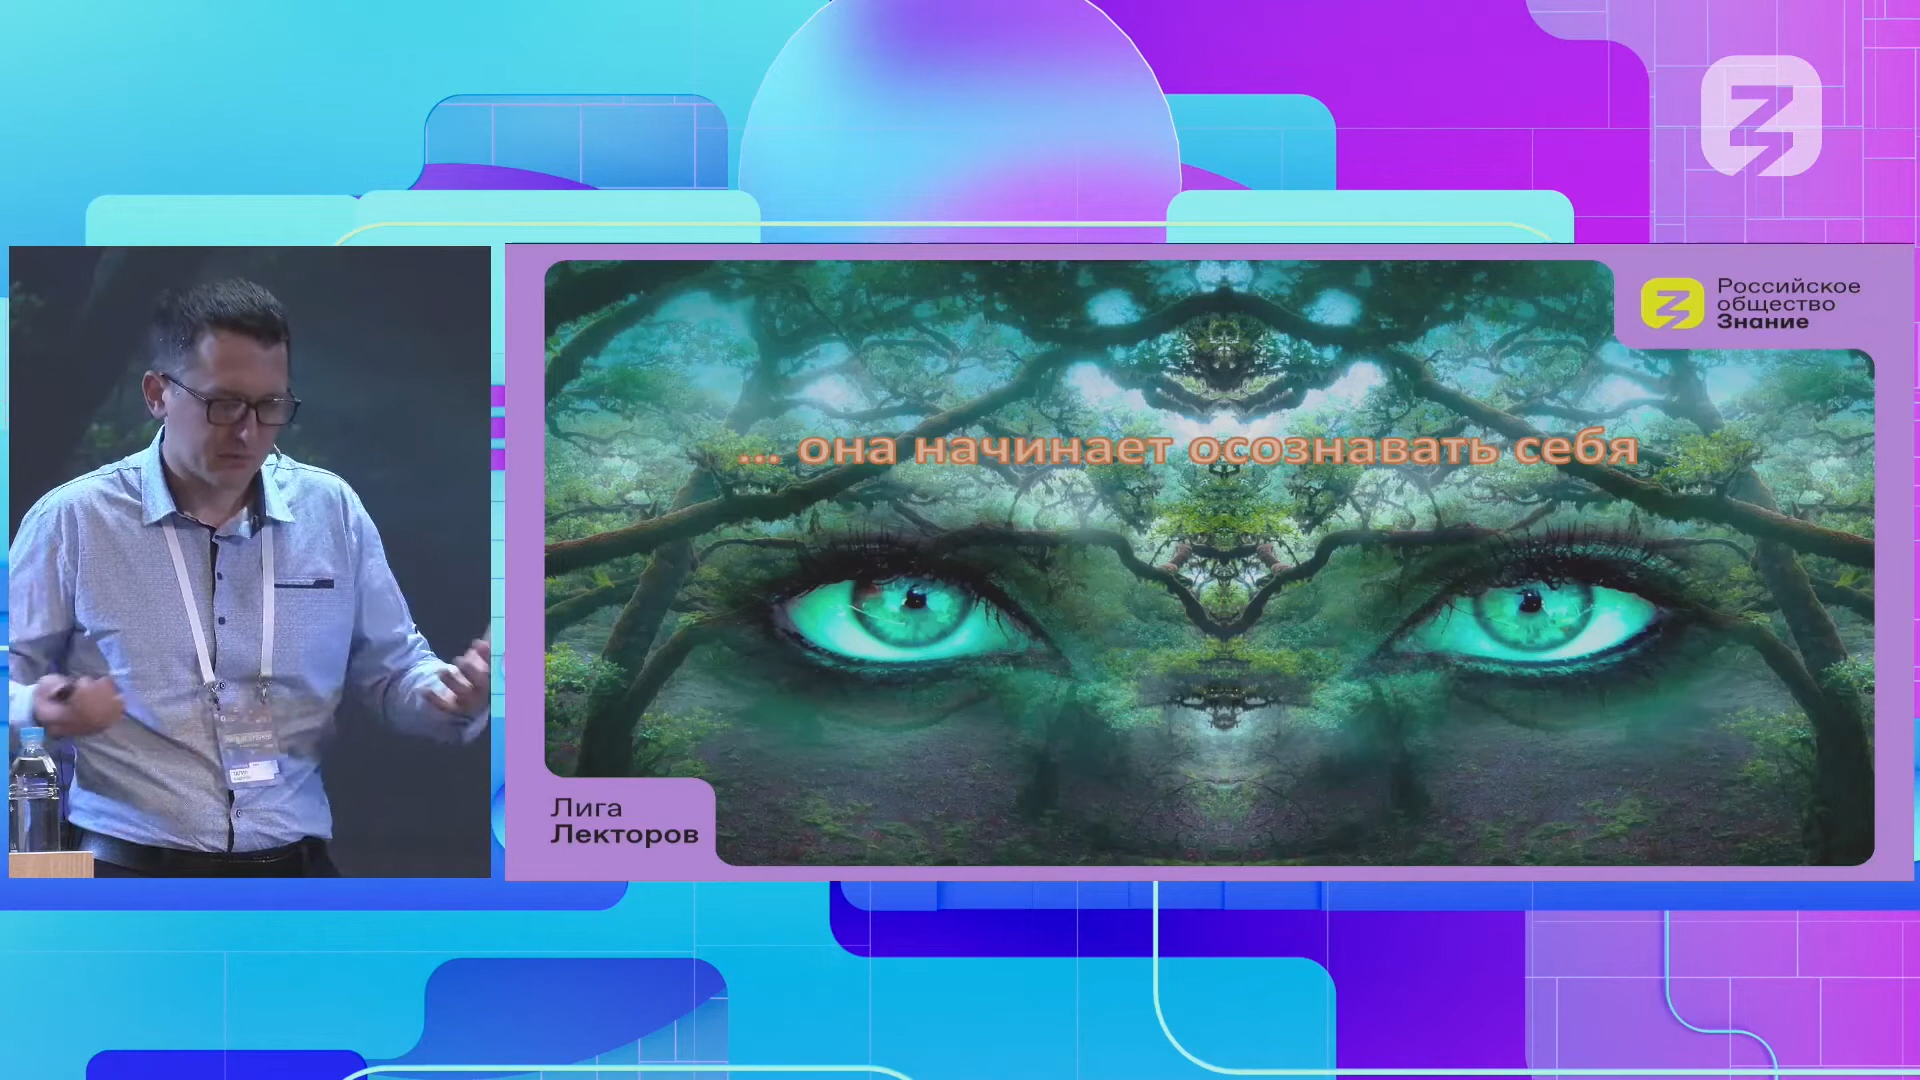 ... она начинает осознавать себя
Российское
общество
Знание
Лига
Лекторов